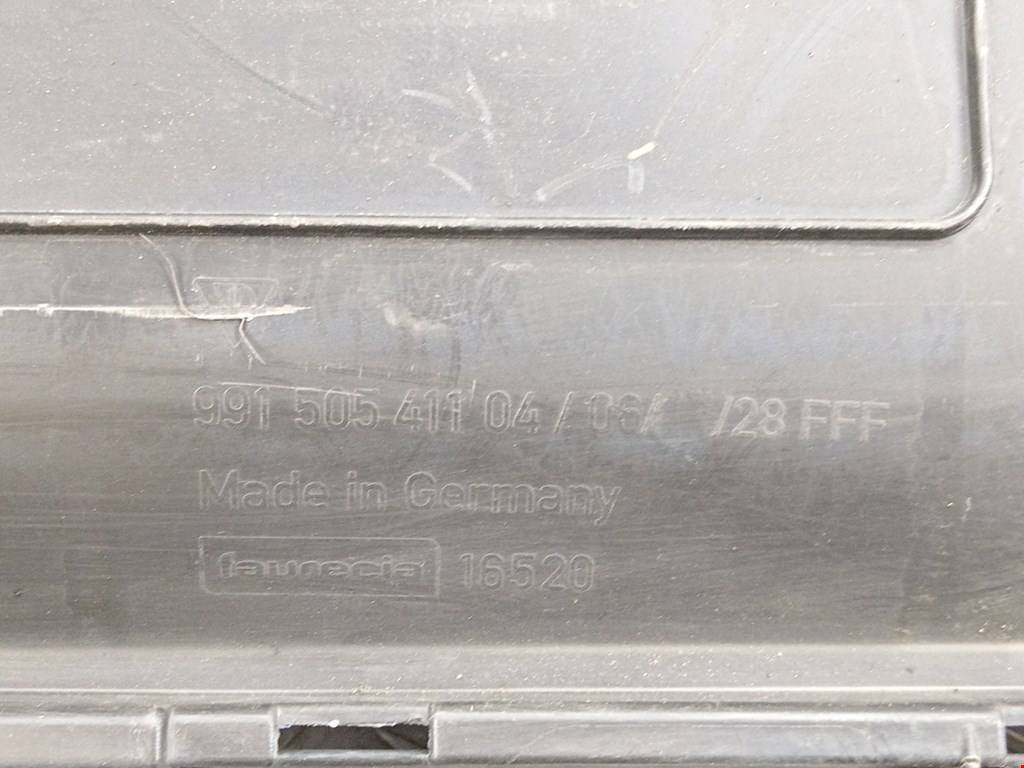 991 505 411 04 / 06/ /28 FFF
Made in Germany
faurecia 16520